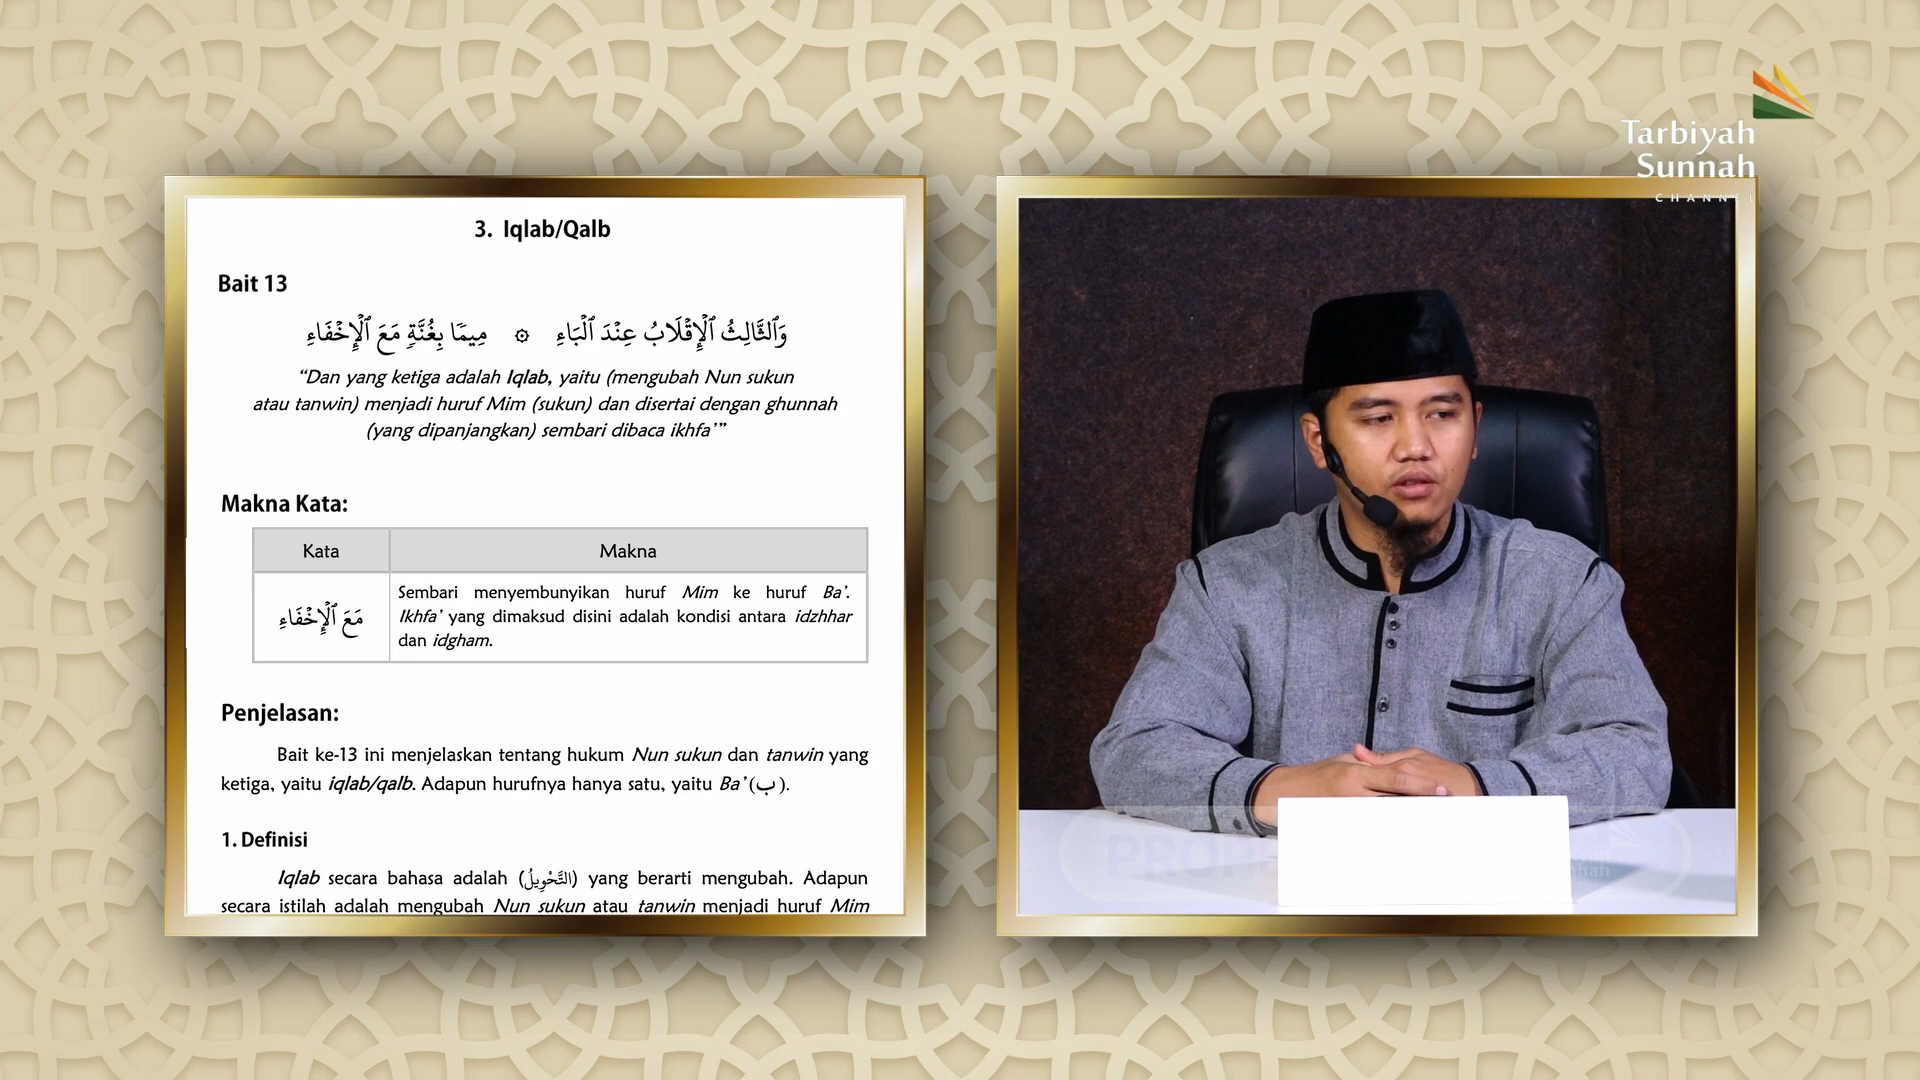 3. Iqlab/Qalb
Bait 13
وَٱلثَّالِثُ ٱلْإِقْلَابُ عِنْدَ ٱلْبَاءِ ۞ مِيمًا بِغُنَّةٍ مَعَ ٱلْإِخْفَاءِ
“Dan yang ketiga adalah Iqlab, yaitu (mengubah Nun sukun
atau tanwin) menjadi huruf Mim (sukun) dan disertai dengan ghunnah
(yang dipanjangkan) sembari dibaca ikhfa’”
Makna Kata:
Kata Makna
مَعَ ٱلْإِخْفَاءِ
Sembari menyembunyikan huruf Mim ke huruf Ba’.
Ikhfa’ yang dimaksud disini adalah kondisi antara idzhhar
dan idgham.
Penjelasan:
Bait ke-13 ini menjelaskan tentang hukum Nun sukun dan tanwin yang
ketiga, yaitu iqlab/qalb. Adapun hurufnya hanya satu, yaitu Ba’ (ب).
1. Definisi
Iqlab secara bahasa adalah (التَّحْوِيلُ) yang berarti mengubah. Adapun
secara istilah adalah mengubah Nun sukun atau tanwin menjadi huruf Mim
Tarbiyah
Sunnah
CHANNEL